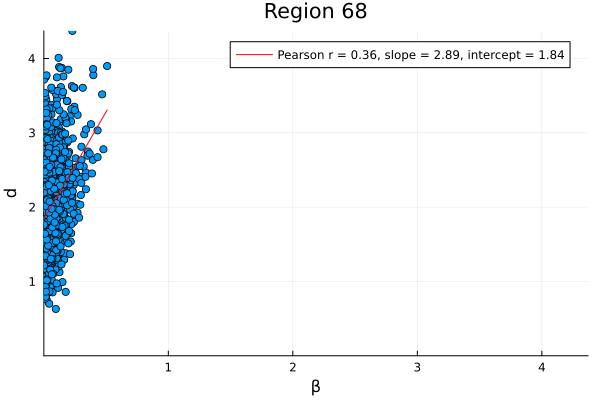 Region 68
Pearson r = 0.36, slope = 2.89, intercept = 1.84
4
3
2
1
d
1 2 3 4
β